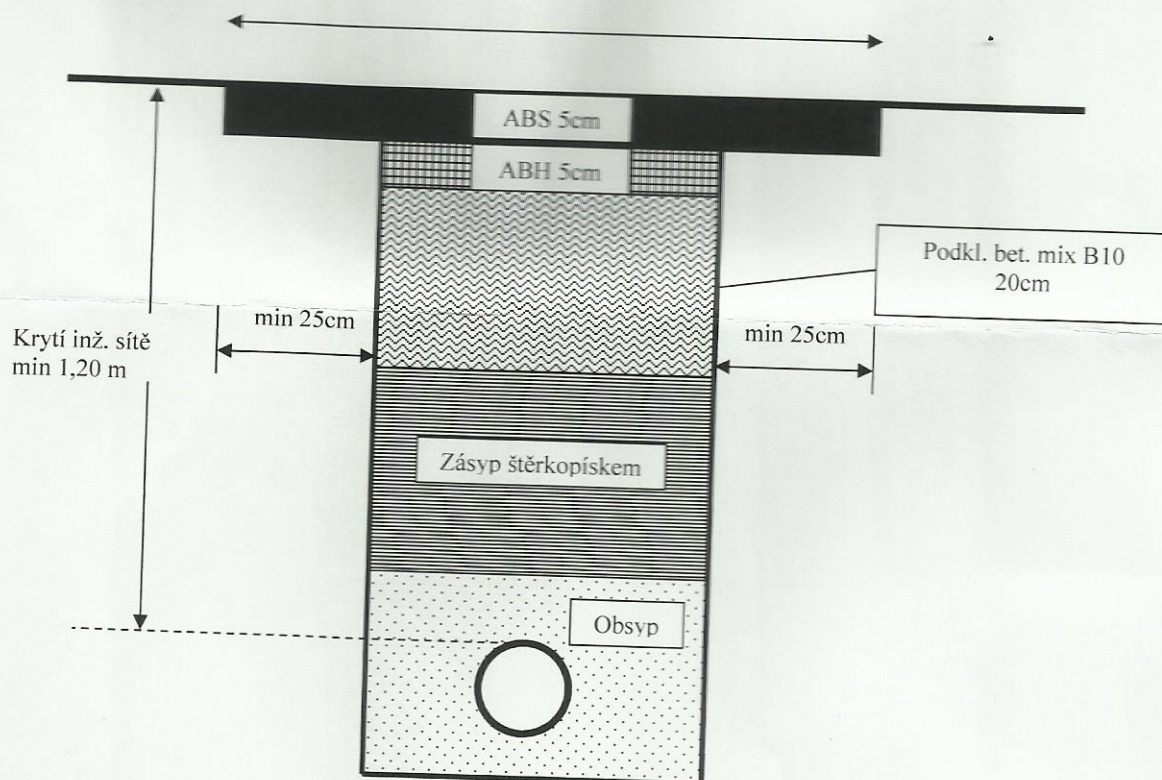 ABS 5cm
ABH 5cm
Podkl. bet. mix B10
20cm
min 25cm
min 25cm
Krytí inž. sítě
min 1,20 m
Zásyp štěrkopískem
Obsyp